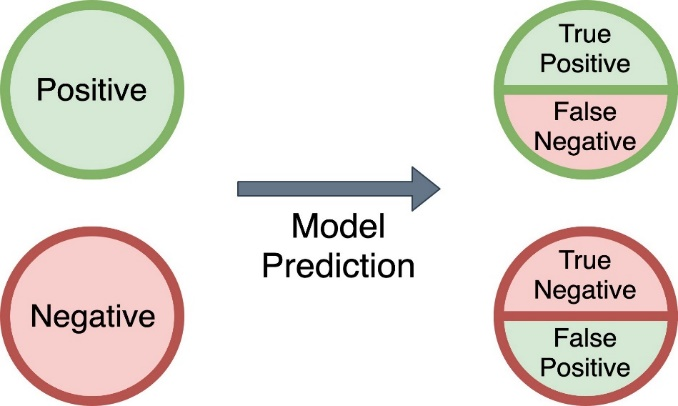 Positive
True
Positive
False
Negative
Model
Prediction
Negative
True
Negative
False
Positive